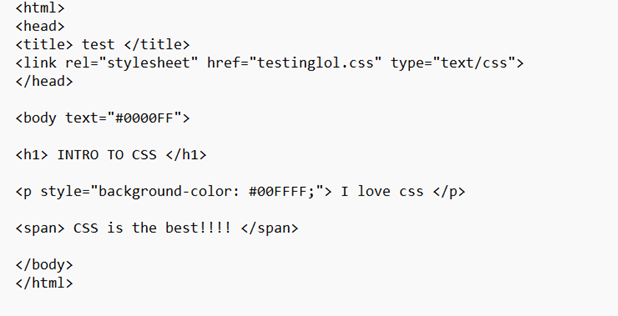 <html>
<head>
<title> test </title>
<link rel="stylesheet" href="testinglol.css" type="text/css">
</head>
<body text="#0000FF">
<h1> INTRO TO CSS </h1>
<p style="background-color: #00FFFF;"> I love css </p>
<span> CSS is the best!!!! </span>
</body>
</html>